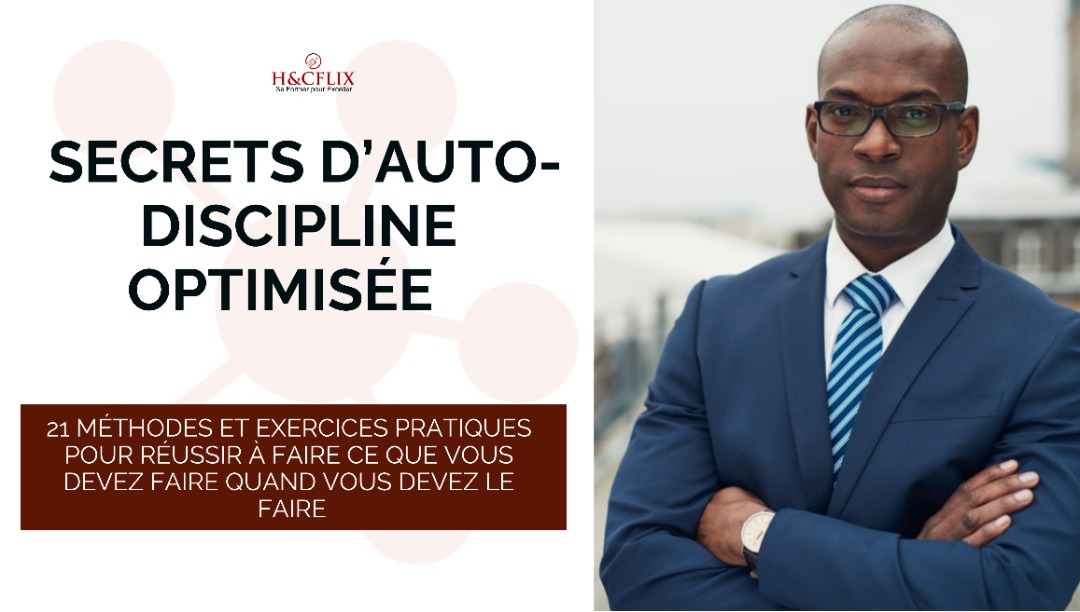 H&CFLIX
Se Former pour Exceller
SECRETS D’AUTO-
DISCIPLINE
OPTIMISÉE
21 MÉTHODES ET EXERCICES PRATIQUES
POUR RÉUSSIR À FAIRE CE QUE VOUS
DEVEZ FAIRE QUAND VOUS DEVEZ LE
FAIRE